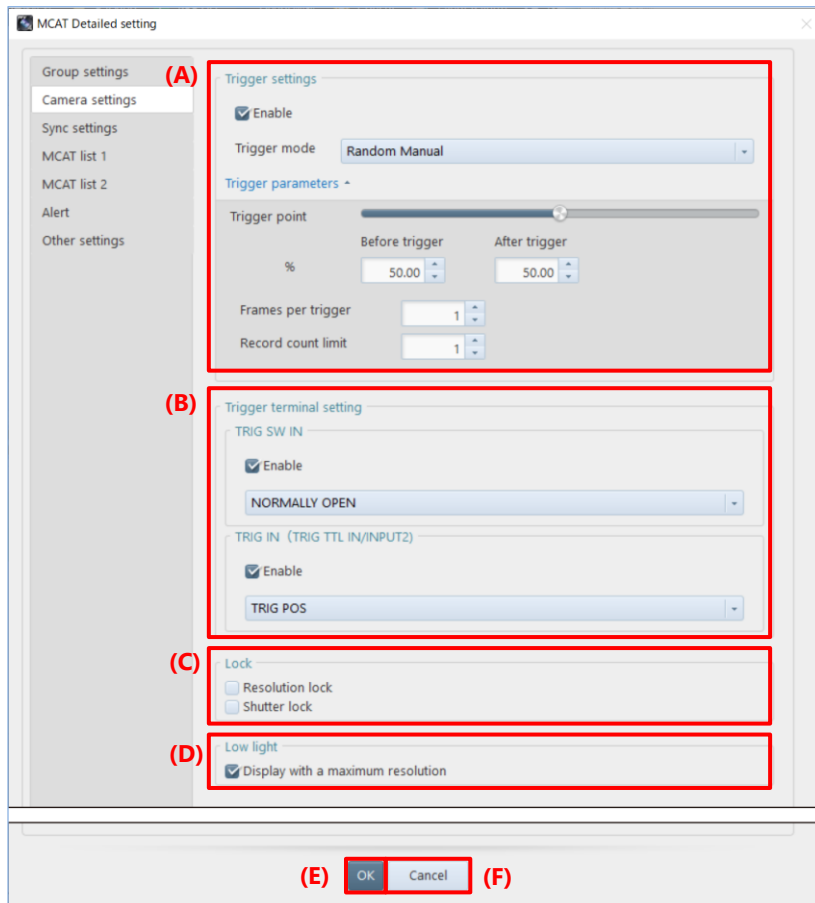 MCAT Detailed setting
Group settings
Camera settings
Sync settings
MCAT list 1
MCAT list 2
Alert
Other settings
(A)
Trigger settings
Enable
Trigger mode Random Manual
Trigger parameters
Trigger point
Before trigger After trigger
% 50.00 50.00
Frames per trigger 1
Record count limit 1
(B)
Trigger terminal setting
TRIG SW IN
Enable
NORMALLY OPEN
TRIG IN（TRIG TTL IN/INPUT2)
Enable
TRIG POS
(C)
Lock
Resolution lock
Shutter lock
(D)
Low light
Display with a maximum resolution
(E) OK Cancel (F)